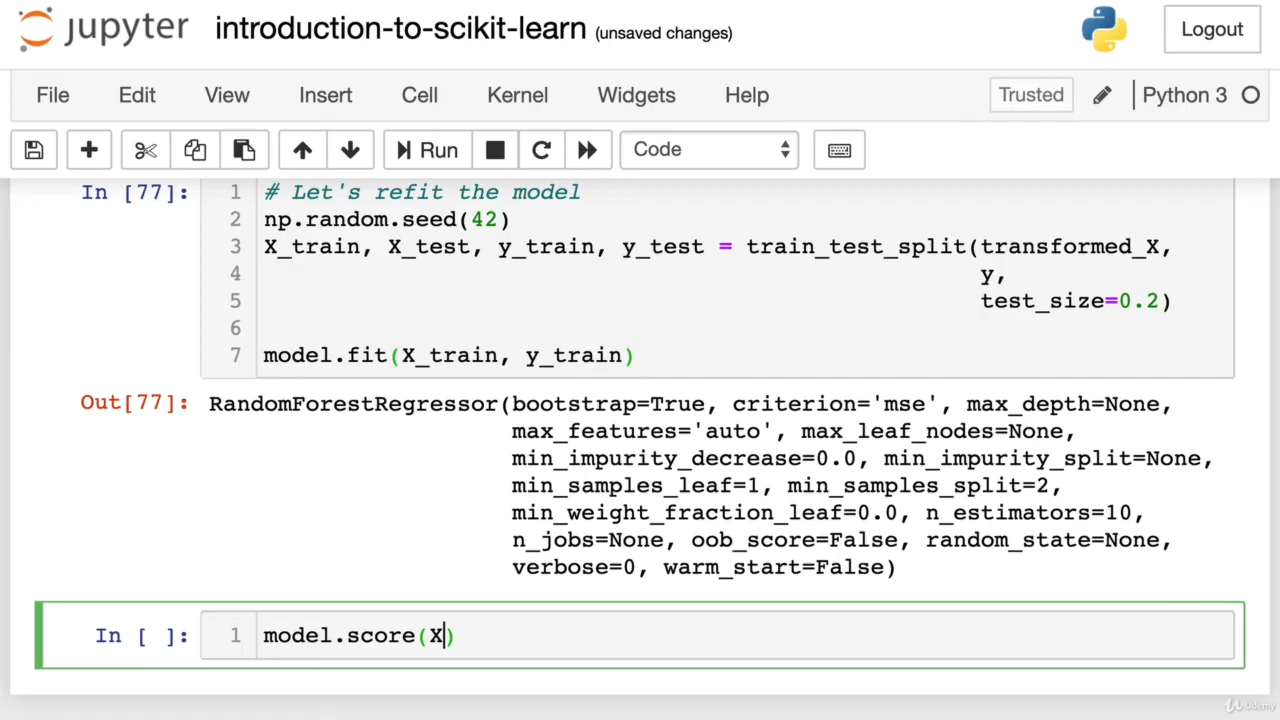 jupyter introduction-to-scikit-learn (unsaved changes) Logout
File Edit View Insert Cell Kernel Widgets Help Trusted Python 3
Run Code
In [77]: 1 # Let's refit the model
2 np.random.seed(42)
3 X_train, X_test, y_train, y_test = train_test_split(transformed_X,
4 y,
5 test_size=0.2)
6
7 model.fit(X_train, y_train)
Out[77]: RandomForestRegressor(bootstrap=True, criterion='mse', max_depth=None,
max_features='auto', max_leaf_nodes=None,
min_impurity_decrease=0.0, min_impurity_split=None,
min_samples_leaf=1, min_samples_split=2,
min_weight_fraction_leaf=0.0, n_estimators=10,
n_jobs=None, oob_score=False, random_state=None,
verbose=0, warm_start=False)
In [ ]: 1 model.score(X)
Udemy